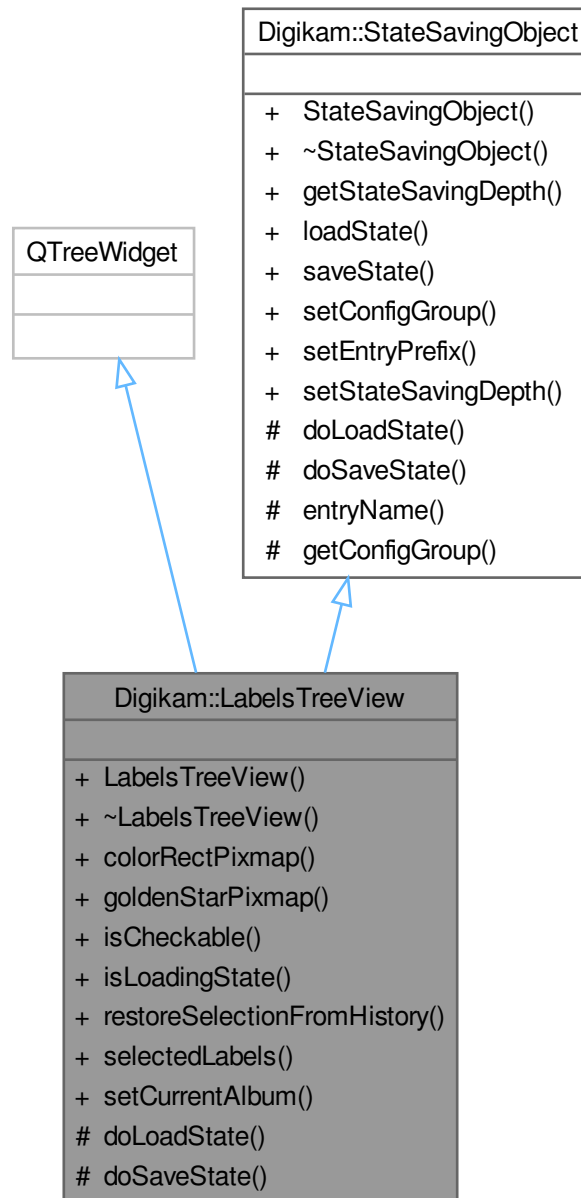 Digikam::StateSavingObject
+ StateSavingObject()
+ ~StateSavingObject()
+ getStateSavingDepth()
+ loadState()
+ saveState()
+ setConfigGroup()
+ setEntryPrefix()
+ setStateSavingDepth()
# doLoadState()
# doSaveState()
# entryName()
# getConfigGroup()
QTreeWidget
Digikam::LabelsTreeView
+ LabelsTreeView()
+ ~LabelsTreeView()
+ colorRectPixmap()
+ goldenStarPixmap()
+ isCheckable()
+ isLoadingState()
+ restoreSelectionFromHistory()
+ selectedLabels()
+ setCurrentAlbum()
# doLoadState()
# doSaveState()